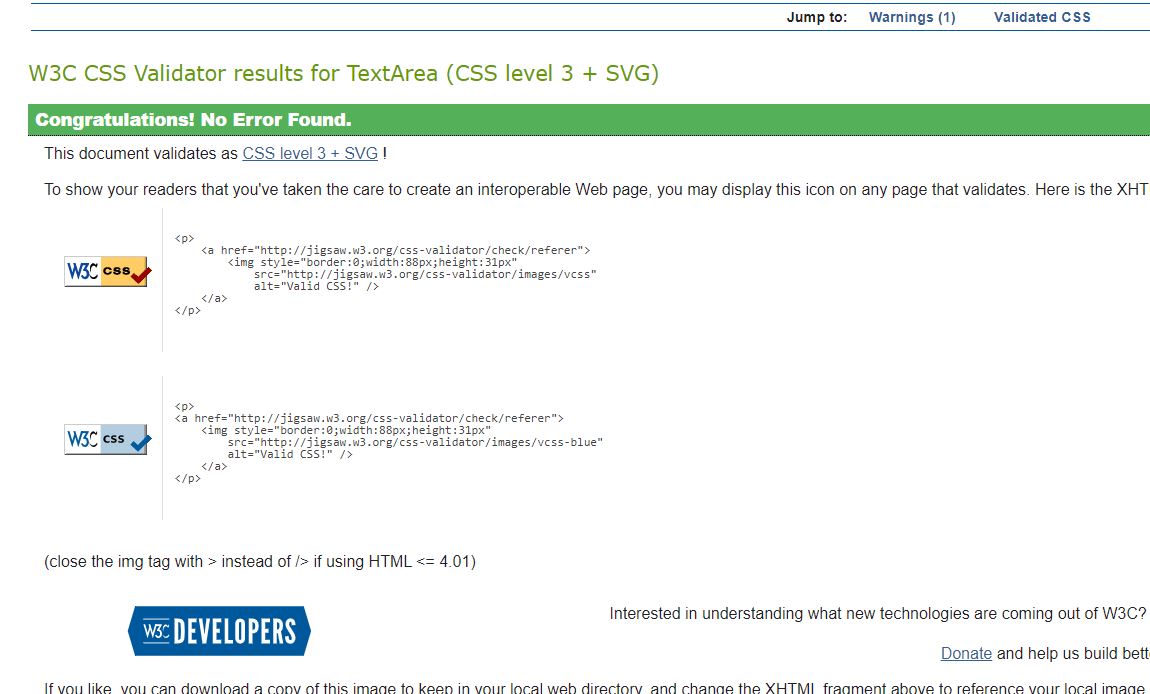 Jump to: Warnings (1) Validated CSS
W3C CSS Validator results for TextArea (CSS level 3 + SVG)
Congratulations! No Error Found.
This document validates as CSS level 3 + SVG !
To show your readers that you've taken the care to create an interoperable Web page, you may display this icon on any page that validates. Here is the XHT
W3C css
<p>
<a href="http://jigsaw.w3.org/css-validator/check/referer">
<img style="border:0;width:88px;height:31px"
src="http://jigsaw.w3.org/css-validator/images/vcss"
alt="Valid CSS!" />
</a>
</p>
W3C css
<p>
<a href="http://jigsaw.w3.org/css-validator/check/referer">
<img style="border:0;width:88px;height:31px"
src="http://jigsaw.w3.org/css-validator/images/vcss-blue"
alt="Valid CSS!" />
</a>
</p>
(close the img tag with > instead of /> if using HTML <= 4.01)
W3C DEVELOPERS
Interested in understanding what new technologies are coming out of W3C?
Donate and help us build bett
If you like, you can download a copy of this image to keep in your local web directory, and change the XHTML fragment above to reference your local image